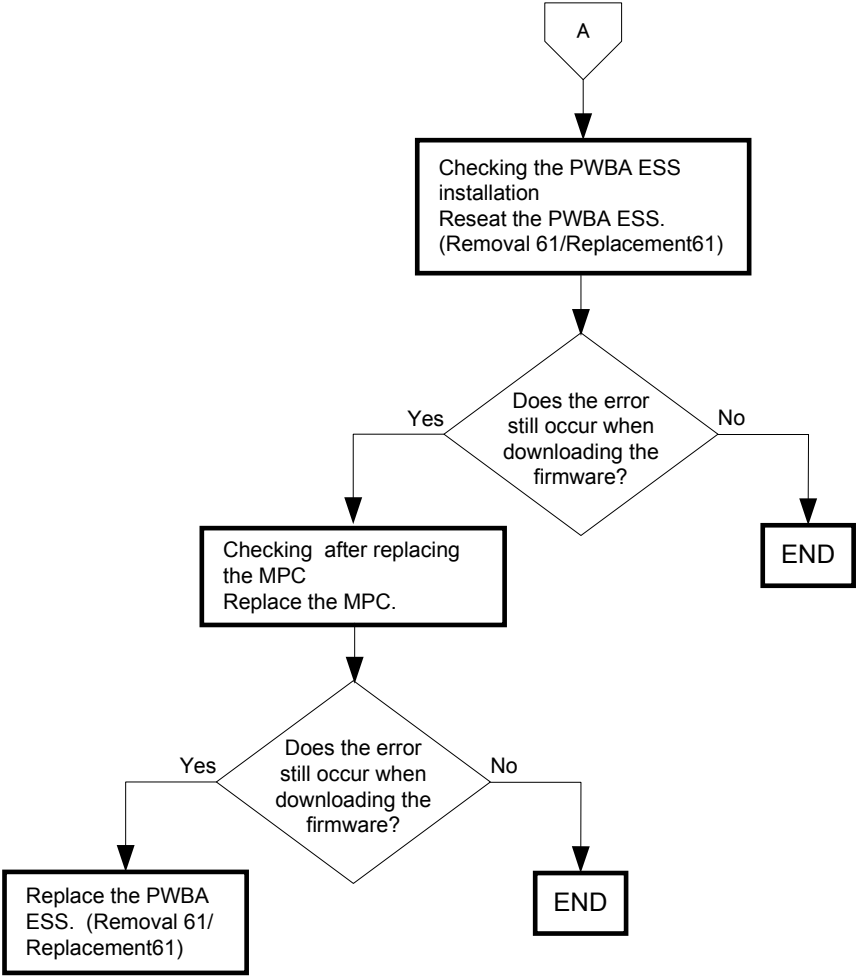 A
Checking the PWBA ESS
installation
Reseat the PWBA ESS.
(Removal 61/Replacement61)
Does the error
still occur when
downloading the
firmware?
Yes
No
Checking  after replacing
the MPC
Replace the MPC.
END
Does the error
still occur when
downloading the
firmware?
Yes
No
Replace the PWBA
ESS.  (Removal 61/
Replacement61)
END